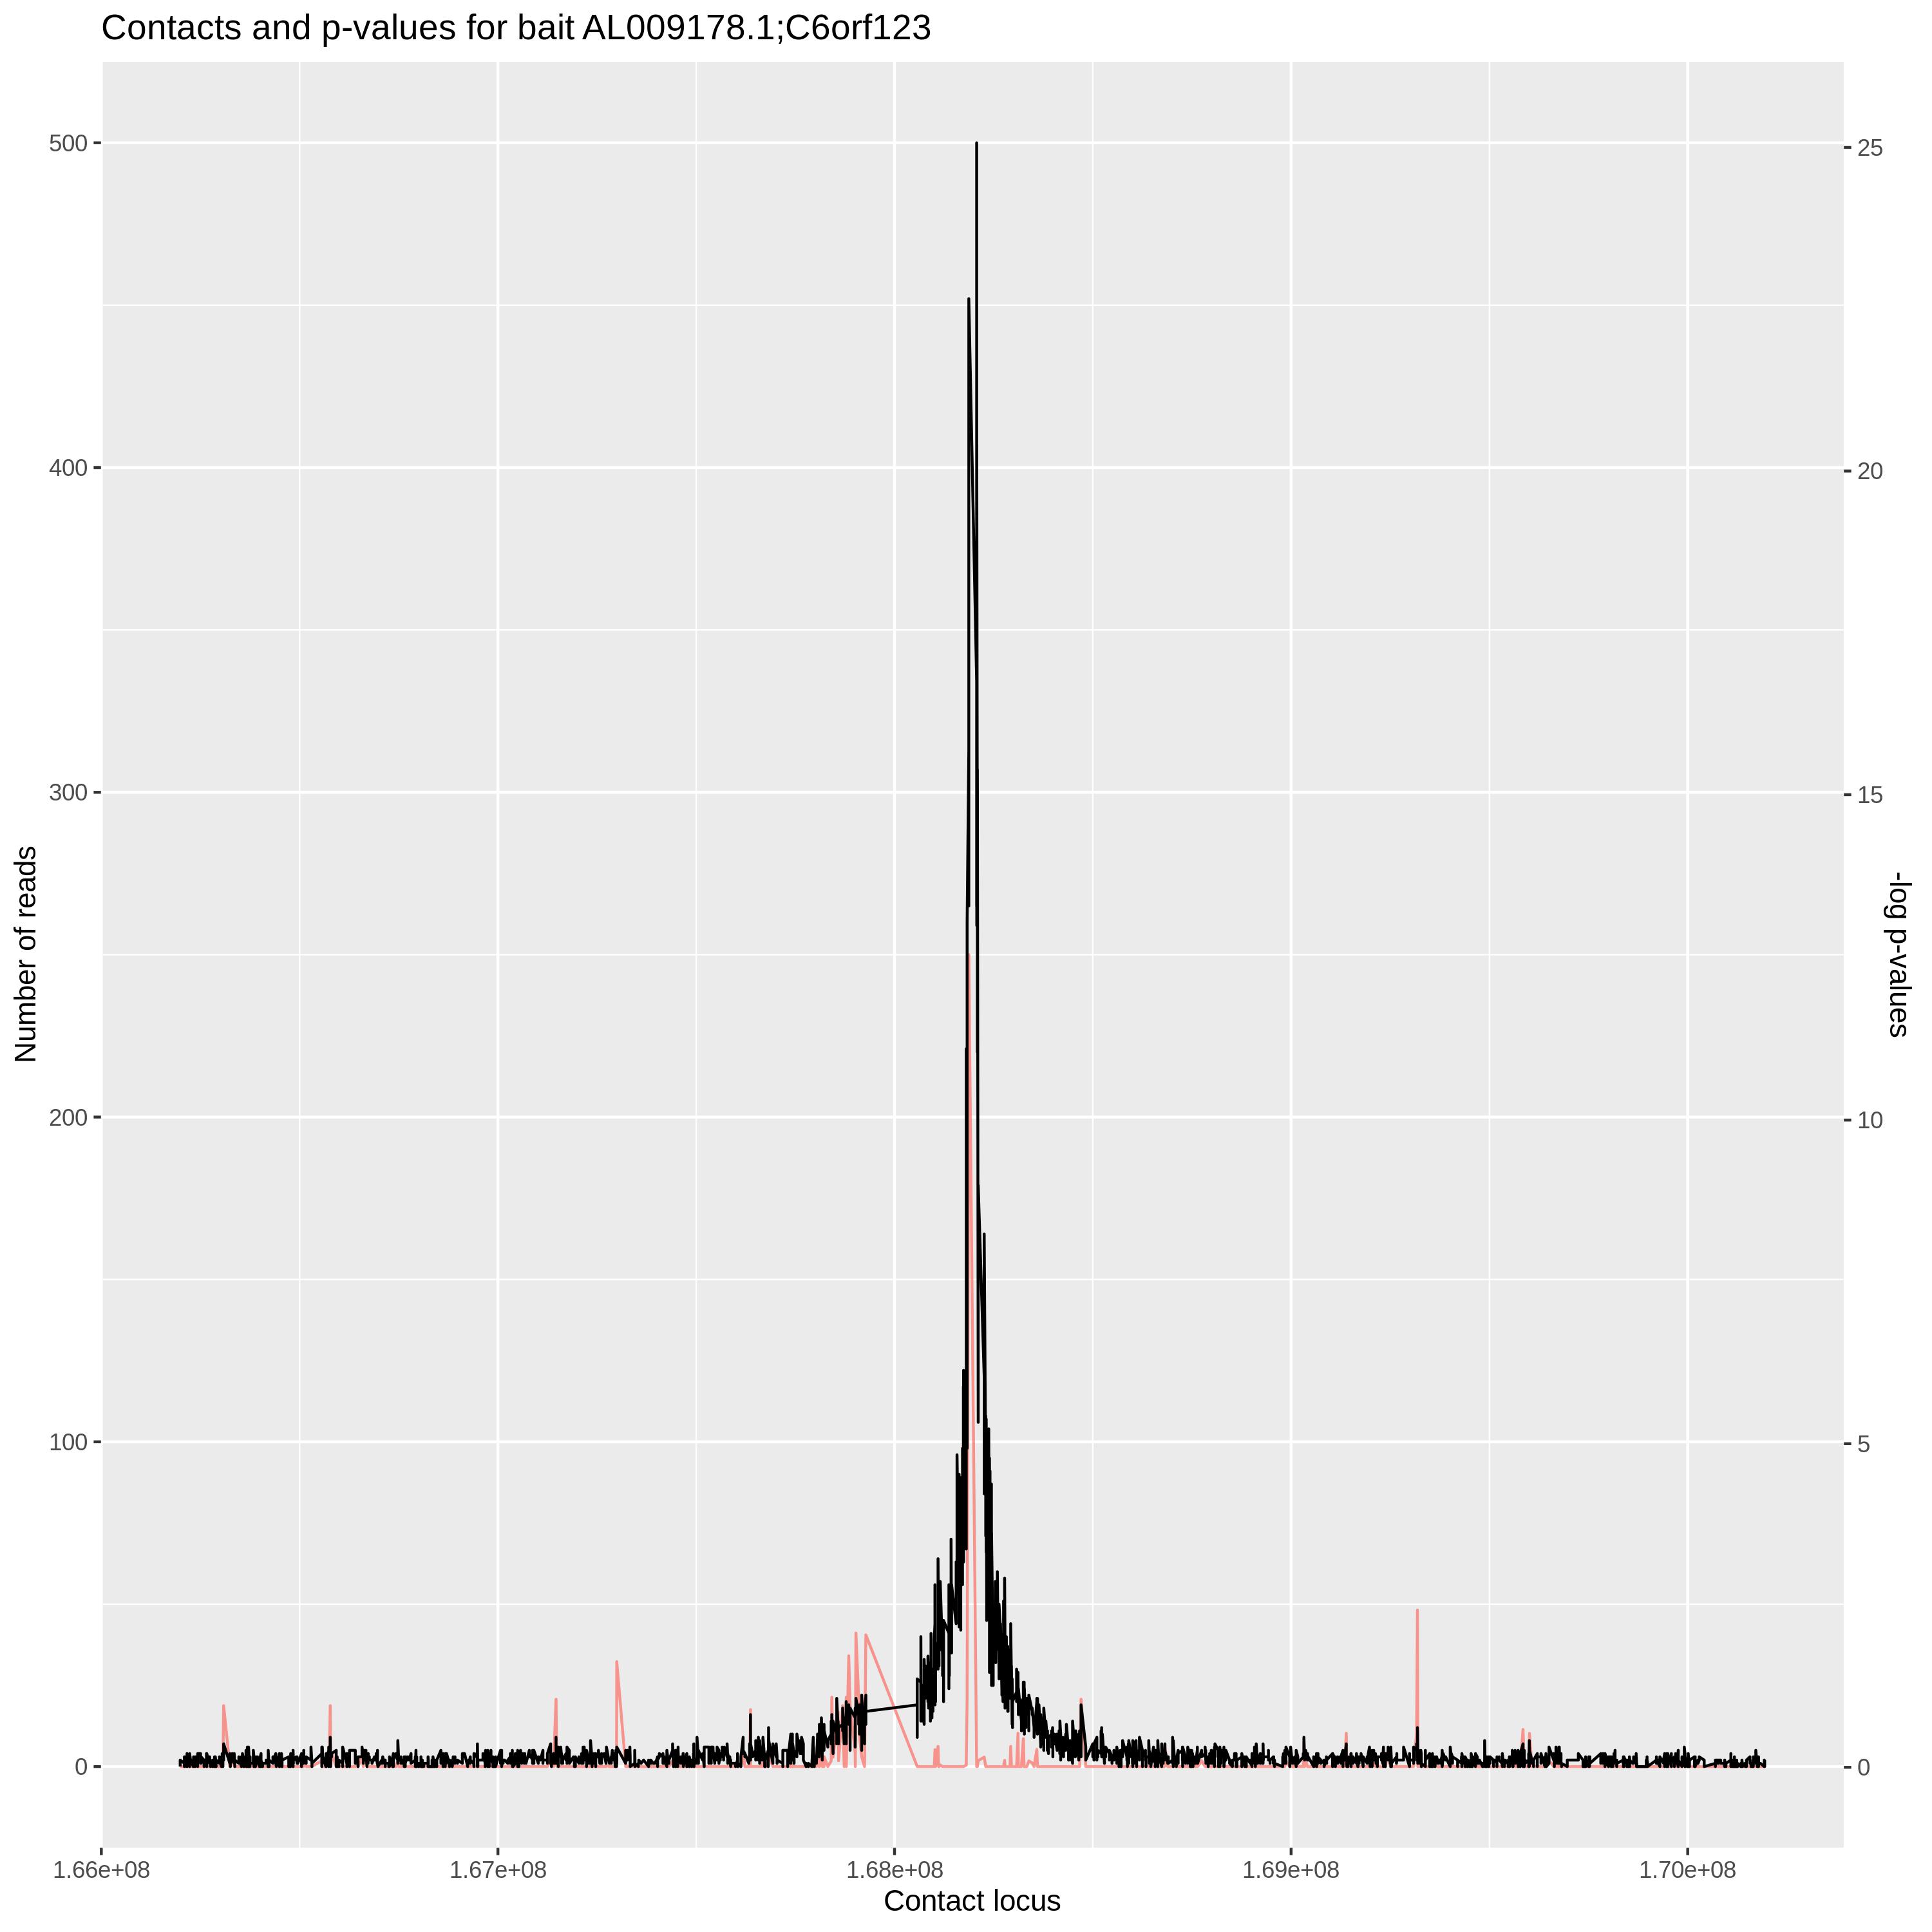 Contacts and p-values for bait AL009178.1;C6orf123
500
400
300
200
100
0
Number of reads
25
20
15
10
5
0
-log p-values
1.66e+08
1.67e+08
1.68e+08
1.69e+08
1.70e+08
Contact locus